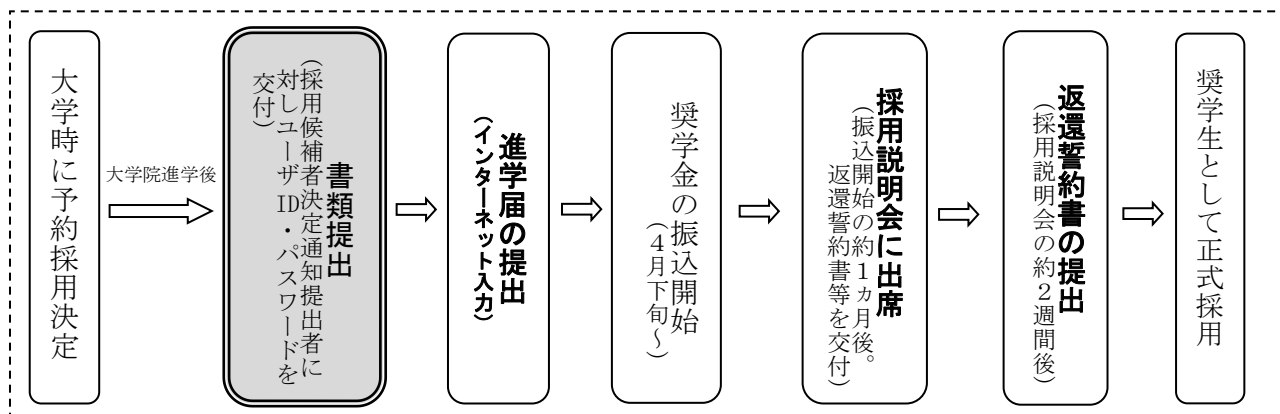 大学時に予約採用決定
大学院進学後
書類提出
（採用候補者決定通知提出者に
対しユーザID・パスワードを
交付）
進学届の提出
（インターネット入力）
奨学金の振込開始
（４月下旬～）
採用説明会に出席
（振込開始の約１ヵ月後。
返還誓約書等を交付）
返還誓約書の提出
（採用説明会の約２週間後）
奨学生として正式採用